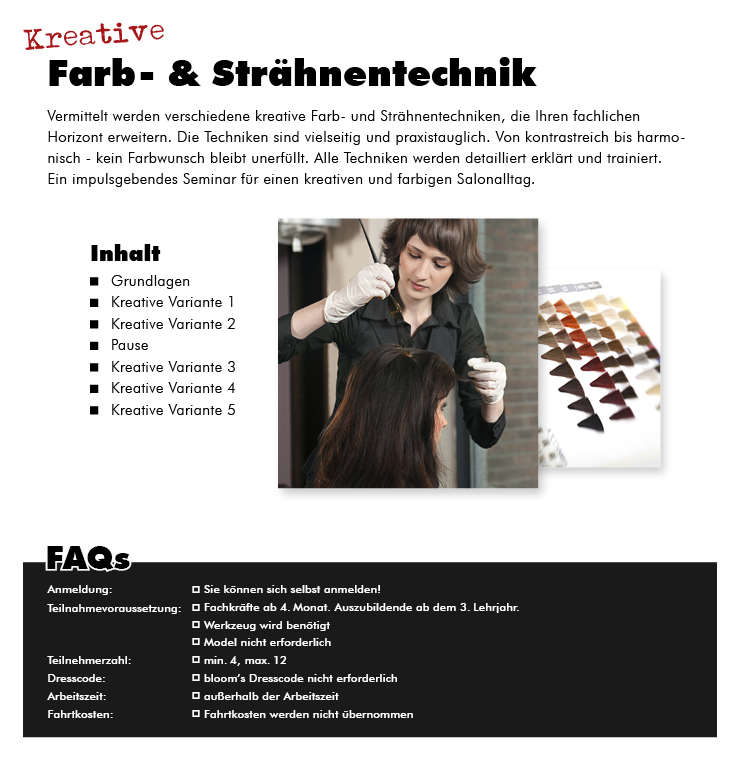 Kreative
Farb- & Strähnentechnik
Vermittelt werden verschiedene kreative Farb- und Strähnentechniken, die Ihren fachlichen
Horizont erweitern. Die Techniken sind vielseitig und praxistauglich. Von kontrastreich bis harmo-
nisch - kein Farbwunsch bleibt unerfüllt. Alle Techniken werden detailliert erklärt und trainiert.
Ein impulsgebendes Seminar für einen kreativen und farbigen Salonalltag.
Inhalt
Grundlagen
Kreative Variante 1
Kreative Variante 2
Pause
Kreative Variante 3
Kreative Variante 4
Kreative Variante 5
FAQs
Anmeldung: Sie können sich selbst anmelden!
Teilnahmevoraussetzung: Fachkräfte ab 4. Monat. Auszubildende ab dem 3. Lehrjahr.
Werkzeug wird benötigt
Model nicht erforderlich
Teilnehmerzahl: min. 4, max. 12
Dresscode: bloom's Dresscode nicht erforderlich
Arbeitszeit: außerhalb der Arbeitszeit
Fahrtkosten: Fahrtkosten werden nicht übernommen